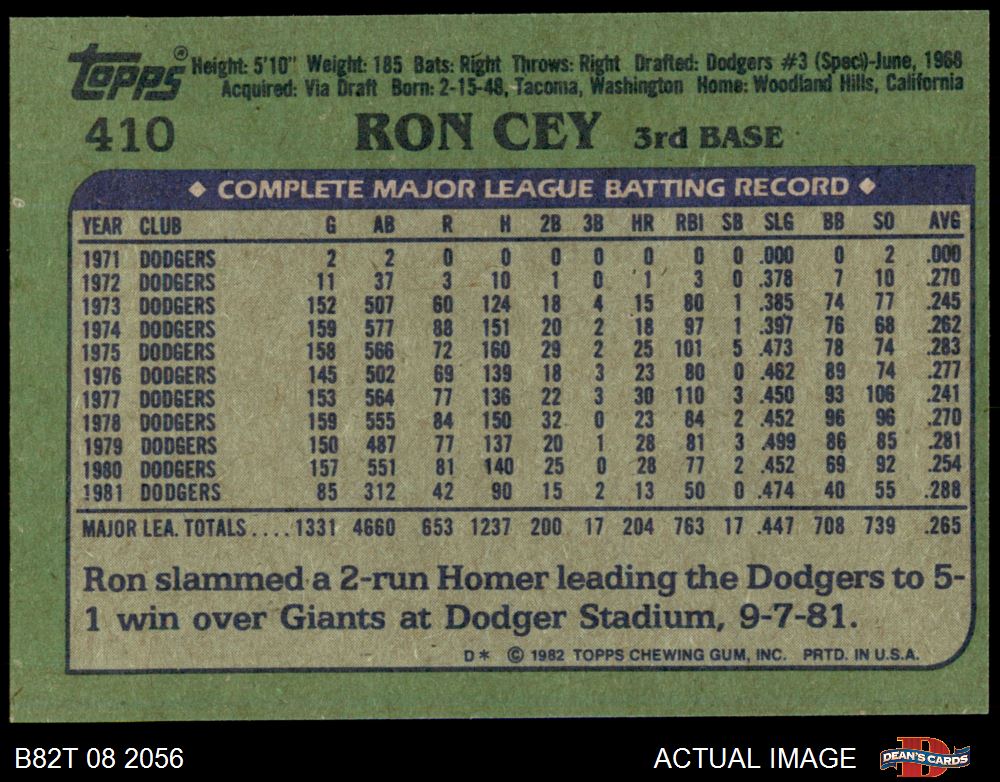 Topps® Height: 5'10" Weight: 185 Bats: Right Throws: Right Drafted: Dodgers #3 (Spec)-June, 1968
Acquired: Via Draft Born: 2-15-48, Tacoma, Washington Home: Woodland Hills, California
410 RON CEY 3rd BASE
◆ COMPLETE MAJOR LEAGUE BATTING RECORD ◆
YEAR CLUB G AB R H 2B 3B HR RBI SB SLG BB SO AVG
1971 DODGERS 2 2 0 0 0 0 0 0 0 .000 0 2 .000
1972 DODGERS 11 37 3 10 1 0 1 3 0 .378 7 10 .270
1973 DODGERS 152 507 60 124 18 4 15 80 1 .385 74 77 .245
1974 DODGERS 159 577 88 151 20 2 18 97 1 .397 76 68 .262
1975 DODGERS 158 566 72 160 29 2 25 101 5 .473 78 74 .283
1976 DODGERS 145 502 69 139 18 3 23 80 0 .462 89 74 .277
1977 DODGERS 153 564 77 136 22 3 30 110 3 .450 93 106 .241
1978 DODGERS 159 555 84 150 32 0 23 84 2 .452 96 96 .270
1979 DODGERS 150 487 77 137 20 1 28 81 3 .499 86 85 .281
1980 DODGERS 157 551 81 140 25 0 28 77 2 .452 69 92 .254
1981 DODGERS 85 312 42 90 15 2 13 50 0 .474 40 55 .288
MAJOR LEA. TOTALS .... 1331 4660 653 1237 200 17 204 763 17 .447 708 739 .265
Ron slammed a 2-run Homer leading the Dodgers to 5-
1 win over Giants at Dodger Stadium, 9-7-81.
D* © 1982 TOPPS CHEWING GUM, INC. PRTD. IN U.S.A.
B82T 08 2056 ACTUAL IMAGE DEAN'S CARDS